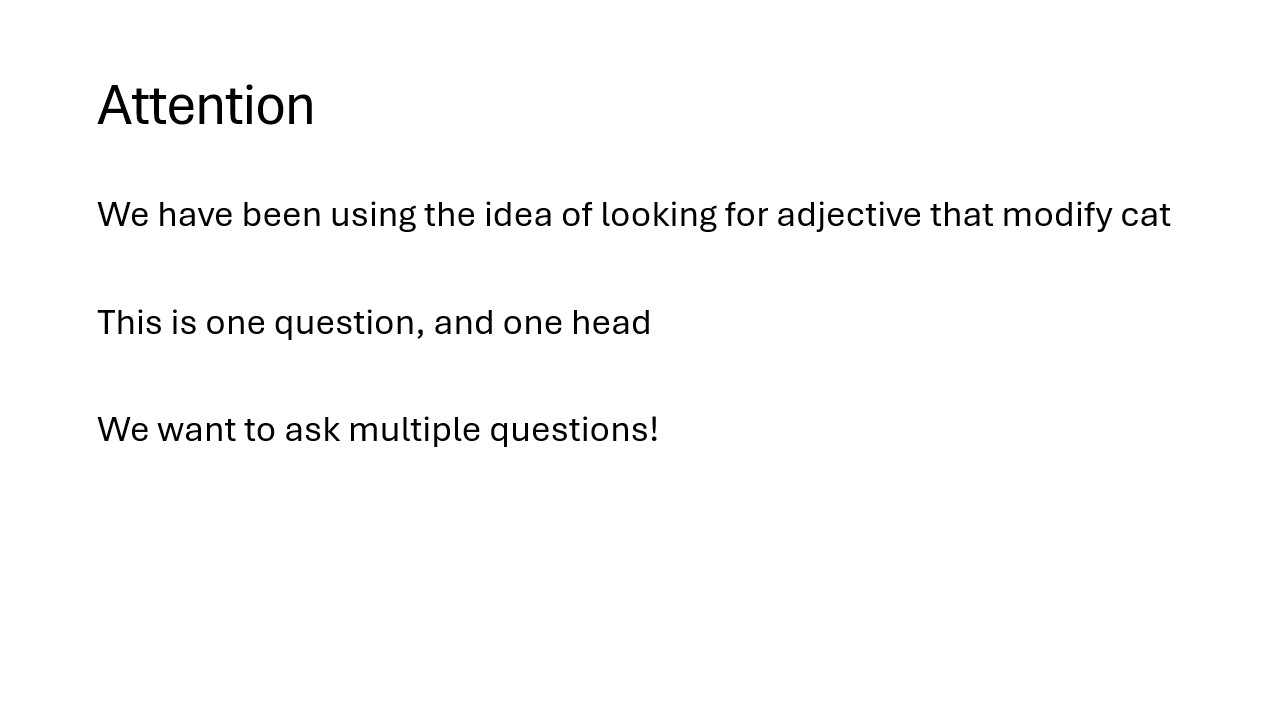 Attention
We have been using the idea of looking for adjective that modify cat
This is one question, and one head
We want to ask multiple questions!